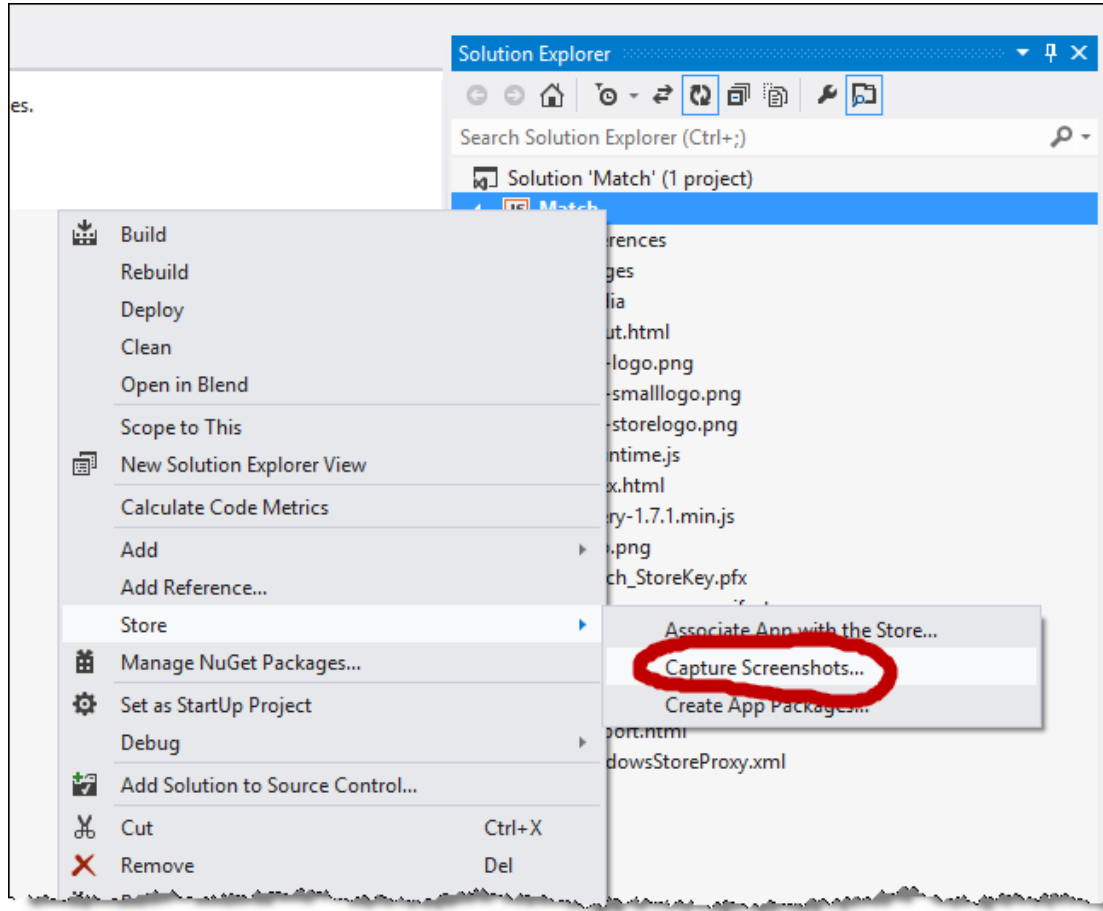 Solution Explorer
es.
Search Solution Explorer (Ctrl+;)
Solution 'Match' (1 project)
JS Match
Build
Rebuild
Deploy
Clean
Open in Blend
Scope to This
New Solution Explorer View
Calculate Code Metrics
Add
Add Reference...
Store
Manage NuGet Packages...
Set as StartUp Project
Debug
Add Solution to Source Control...
Cut Ctrl+X
Remove Del
rences
ges
lia
ut.html
-logo.png
-smalllogo.png
-storelogo.png
ntime.js
x.html
ry-1.7.1.min.js
.png
ch_StoreKey.pfx
Associate App with the Store...
Capture Screenshots...
Create App Packages...
port.html
dowsStoreProxy.xml